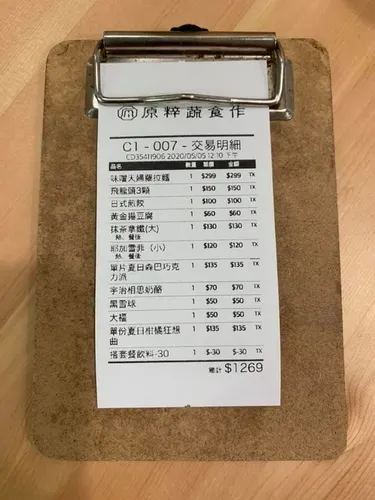 原粹蔬食作
C1 - 007 - 交易明細
CD35411906 2020/05/05 12:10 下午
品名 數量 單價 金額
味噌天婦羅拉麵 1 $299 $299 TX
飛龍頭3顆 1 $150 $150 TX
日式煎餃 1 $100 $100 TX
黃金揚豆腐 1 $60 $60 TX
抹茶拿鐵(大) 1 $130 $130 TX
熱、餐後
耶加雪菲（小） 1 $120 $120 TX
熱、餐後
單片夏日森巴巧克 1 $135 $135 TX
力派
宇治相思奶酪 1 $70 $70 TX
黑雪球 1 $50 $50 TX
大福 1 $50 $50 TX
單份夏日柑橘狂想 1 $135 $135 TX
曲
搭套餐飲料-30 1 $-30 $-30 TX
總計 $1269